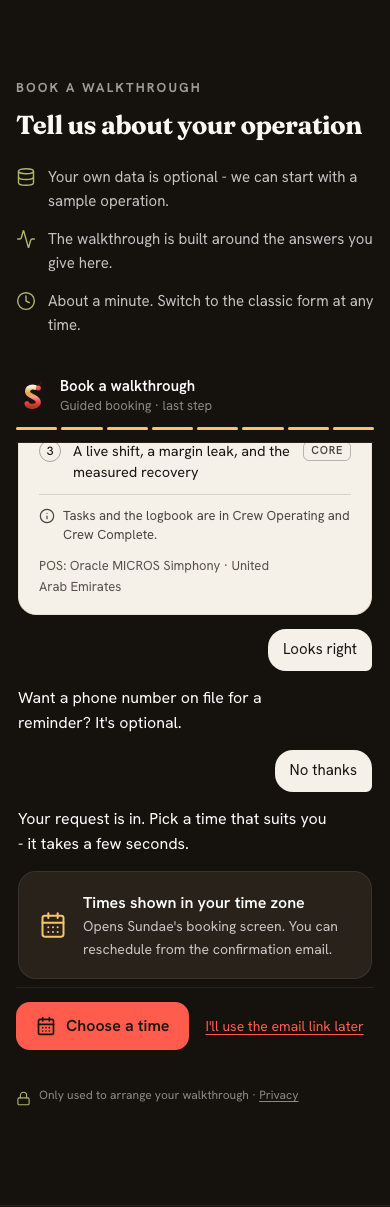 BOOK A WALKTHROUGH
Tell us about your operation
Your own data is optional - we can start with a
sample operation.
The walkthrough is built around the answers you
give here.
About a minute. Switch to the classic form at any
time.
Book a walkthrough
Guided booking · last step
3 A live shift, a margin leak, and the CORE
measured recovery
Tasks and the logbook are in Crew Operating and
Crew Complete.
POS: Oracle MICROS Simphony · United
Arab Emirates
Looks right
Want a phone number on file for a
reminder? It's optional.
No thanks
Your request is in. Pick a time that suits you
- it takes a few seconds.
Times shown in your time zone
Opens Sundae's booking screen. You can
reschedule from the confirmation email.
Choose a time I'll use the email link later
Only used to arrange your walkthrough · Privacy